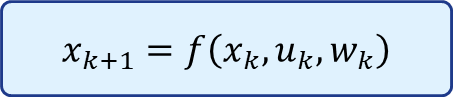 x_{k+1} = f(x_k, u_k, w_k)